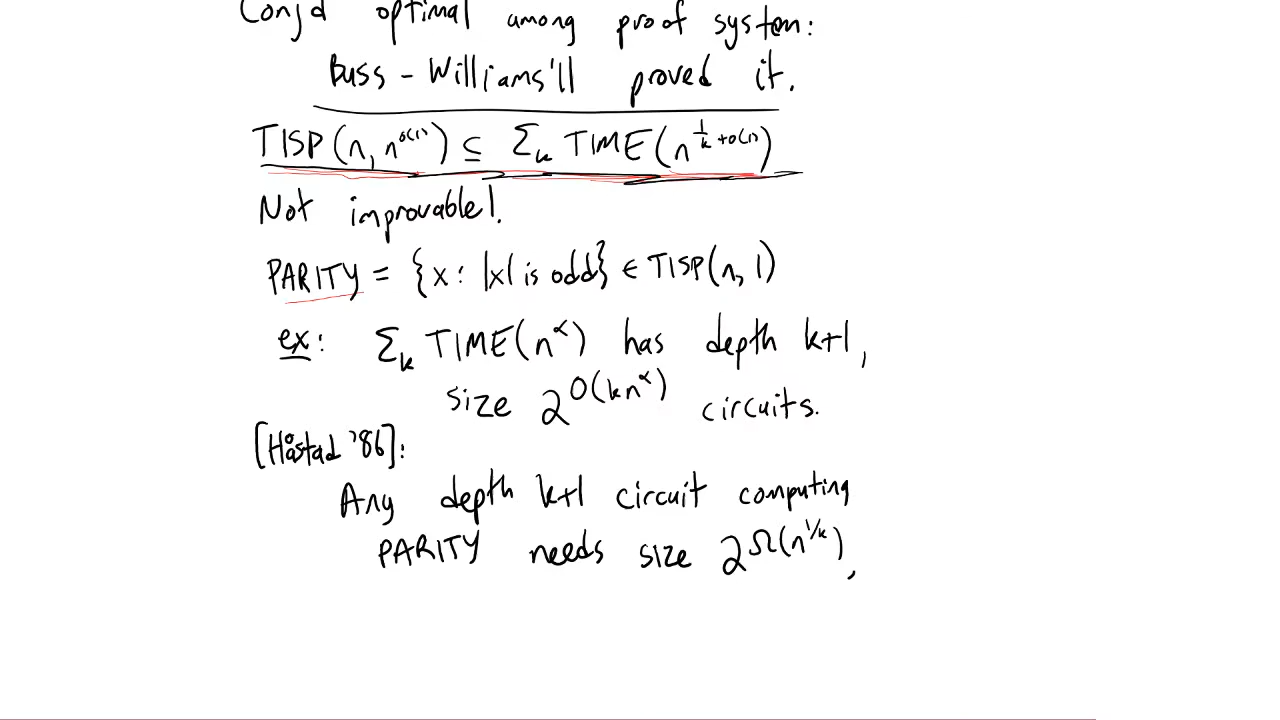 Conj'd optimal among proof system:
Buss - Williams'11 proved it.
TISP(n, n^{o(1)}) ⊆ Σ_k TIME(n^{1/k + o(1)})
Not improvable!
PARITY = {x : |x| is odd} ∈ TISP(n, 1)
ex: Σ_k TIME(n^α) has depth k+1,
size 2^{O(kn^α)} circuits.
[Håstad '86]:
Any depth k+1 circuit computing
PARITY needs size 2^{Ω(n^{1/k})},